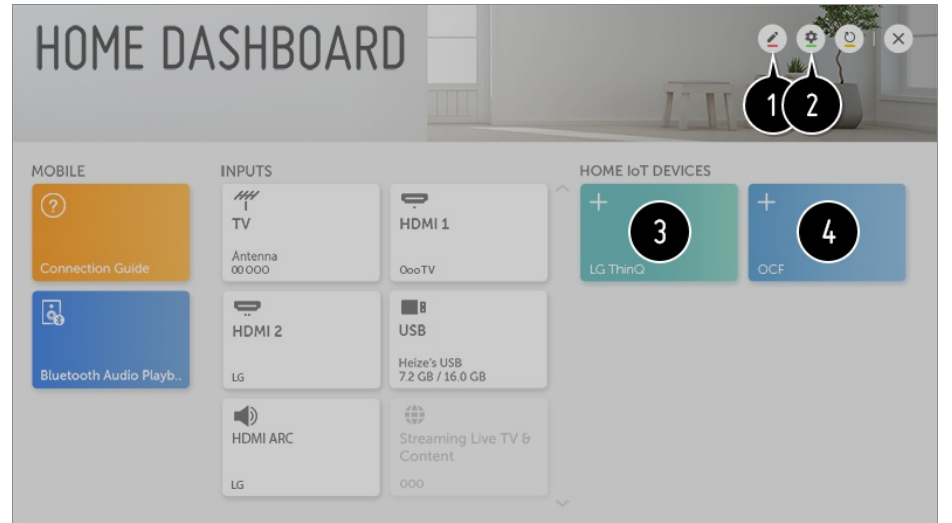 HOME DASHBOARD
1 2
MOBILE
Connection Guide
Bluetooth Audio Playb..
INPUTS
TV
Antenna
00 000
HDMI 1
OooTV
HDMI 2
LG
USB
Heize's USB
7.2 GB / 16.0 GB
HDMI ARC
LG
Streaming Live TV &
Content
000
HOME IoT DEVICES
3
LG ThinQ
4
OCF